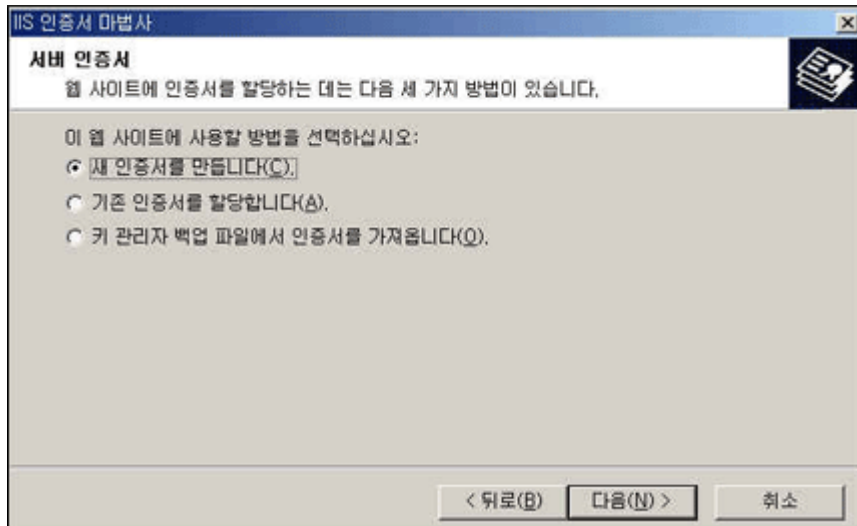 IIS 인증서 마법사
서버 인증서
웹 사이트에 인증서를 할당하는 데는 다음 세 가지 방법이 있습니다.
이 웹 사이트에 사용할 방법을 선택하십시오:
새 인증서를 만듭니다(C).
기존 인증서를 할당합니다(A).
키 관리자 백업 파일에서 인증서를 가져옵니다(O).
< 뒤로(B) 다음(N) > 취소